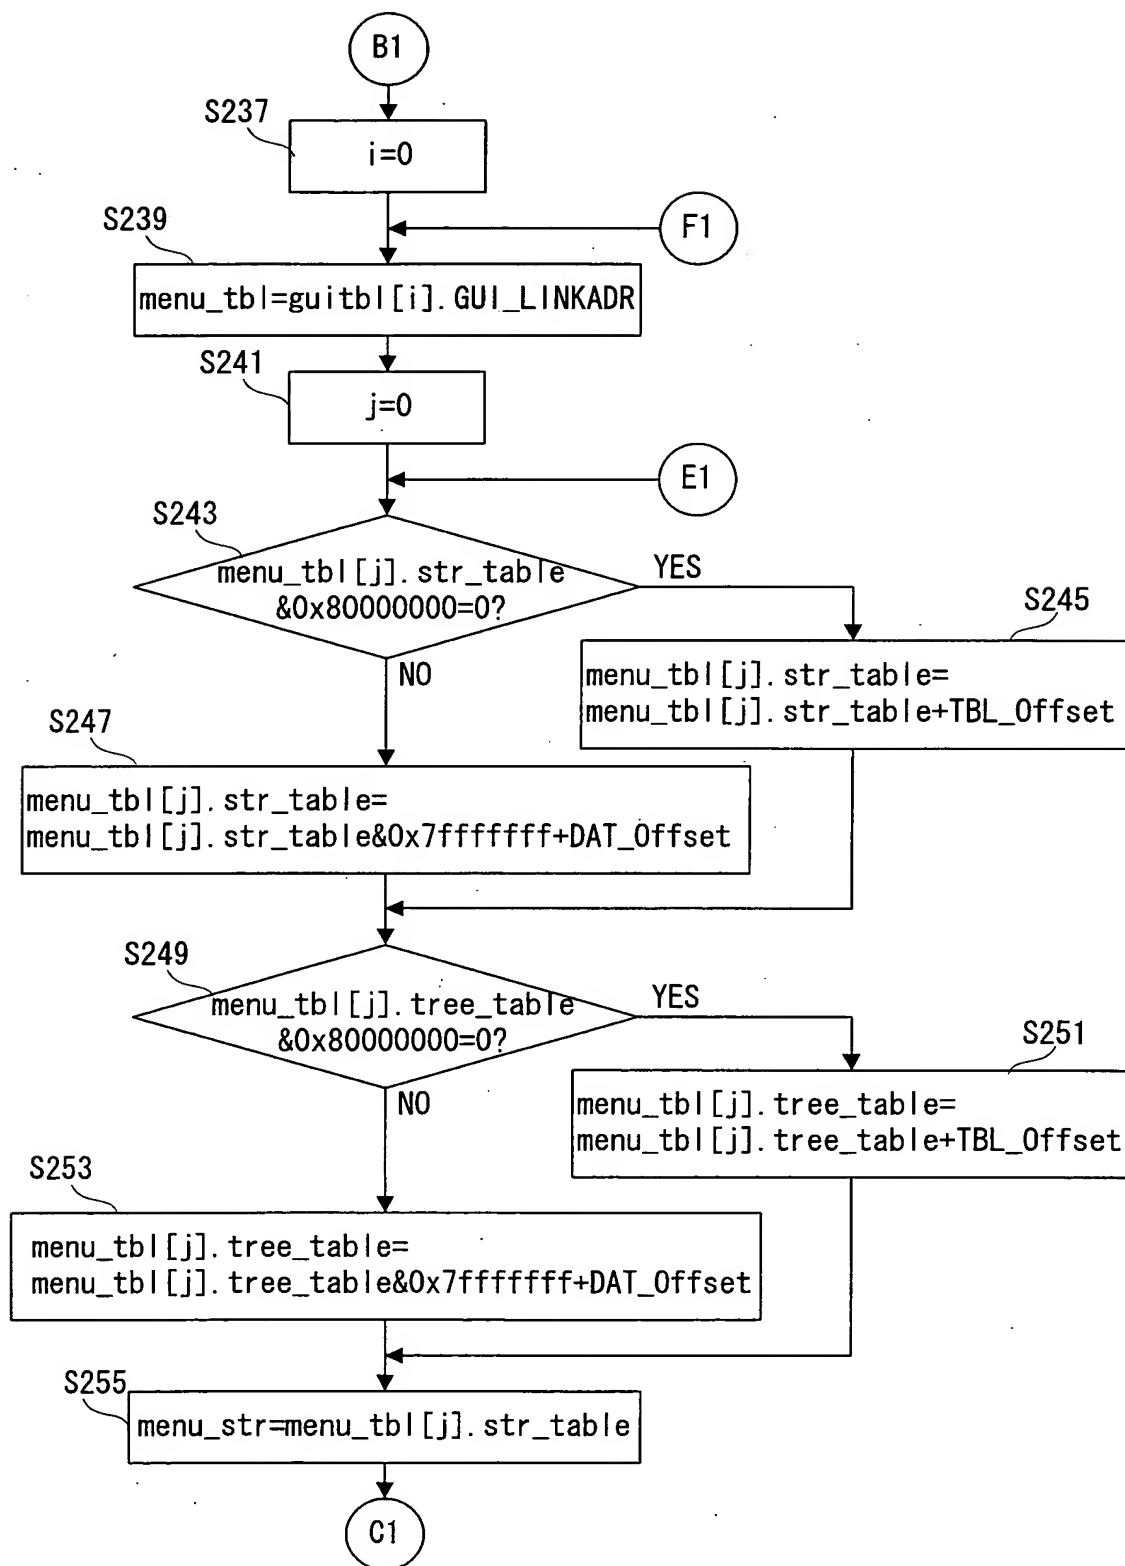 B1
S237
i=0
F1
S239
menu_tbl=guitbl[i].GUI_LINKADR
S241
j=0
E1
S243
menu_tbl[j].str_table
&0x80000000=0?
YES
NO
S245
menu_tbl[j].str_table=
menu_tbl[j].str_table+TBL_Offset
S247
menu_tbl[j].str_table=
menu_tbl[j].str_table&0x7fffffff+DAT_Offset
S249
menu_tbl[j].tree_table
&0x80000000=0?
YES
NO
S251
menu_tbl[j].tree_table=
menu_tbl[j].tree_table+TBL_Offset
S253
menu_tbl[j].tree_table=
menu_tbl[j].tree_table&0x7fffffff+DAT_Offset
S255
menu_str=menu_tbl[j].str_table
C1